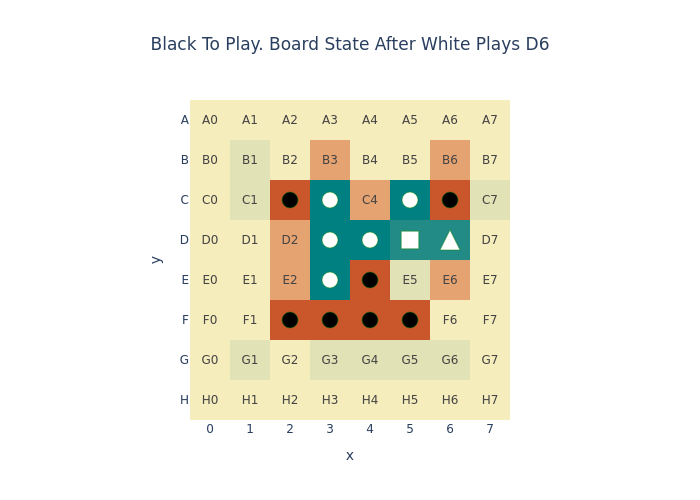 Black To Play. Board State After White Plays D6
A A0 A1 A2 A3 A4 A5 A6 A7
B B0 B1 B2 B3 B4 B5 B6 B7
C C0 C1 C4 C7
D D0 D1 D2 D7
E E0 E1 E2 E5 E6 E7
F F0 F1 F6 F7
G G0 G1 G2 G3 G4 G5 G6 G7
H H0 H1 H2 H3 H4 H5 H6 H7
0 1 2 3 4 5 6 7
x
y